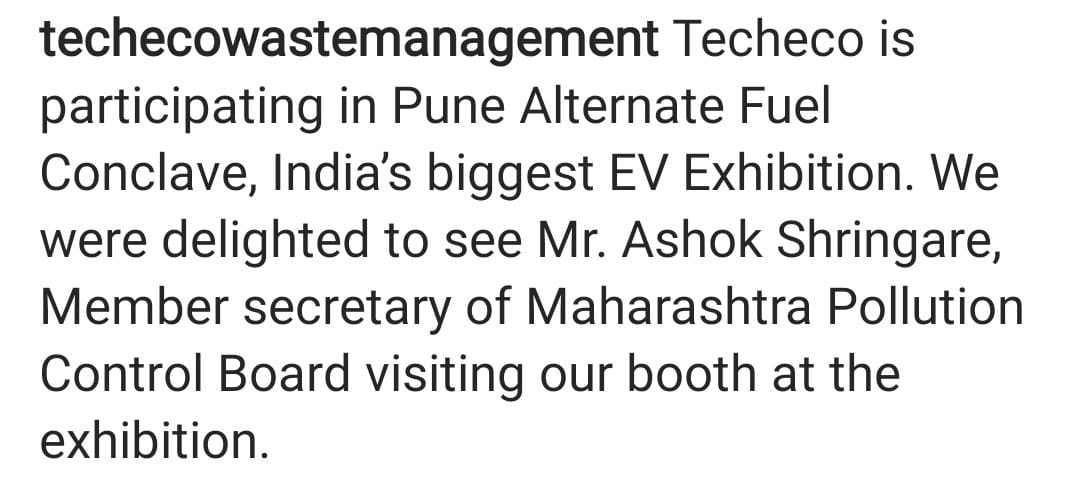 techecowastemanagement Techeco is
participating in Pune Alternate Fuel
Conclave, India’s biggest EV Exhibition. We
were delighted to see Mr. Ashok Shringare,
Member secretary of Maharashtra Pollution
Control Board visiting our booth at the
exhibition.